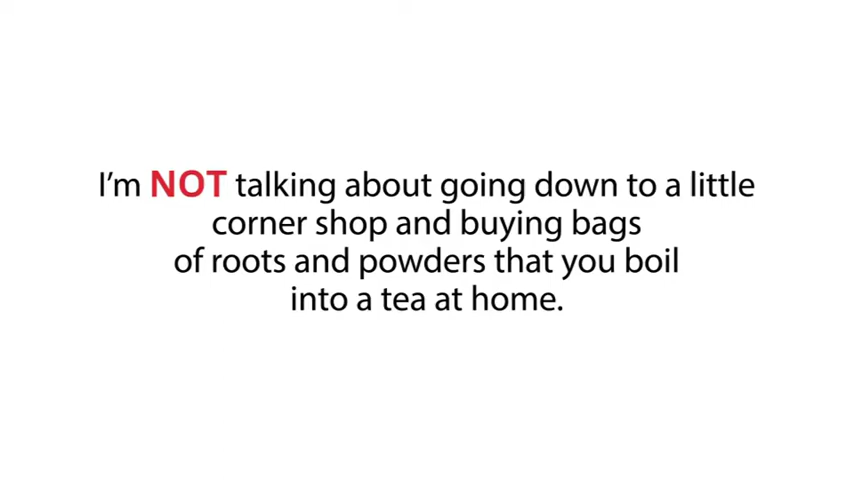 I’m NOT talking about going down to a little
corner shop and buying bags
of roots and powders that you boil
into a tea at home.